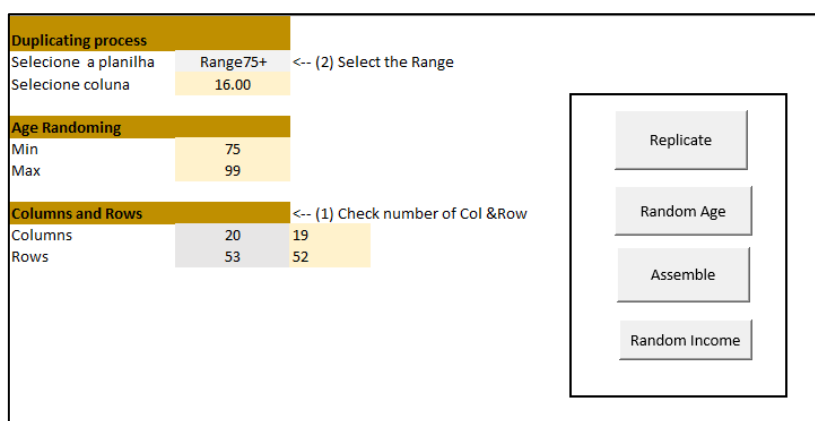 Duplicating process
Selecione a planilha Range75+ <-- (2) Select the Range
Selecione coluna 16.00
Age Randoming
Min 75
Max 99
Columns and Rows <-- (1) Check number of Col &Row
Columns 20 19
Rows 53 52
Replicate
Random Age
Assemble
Random Income